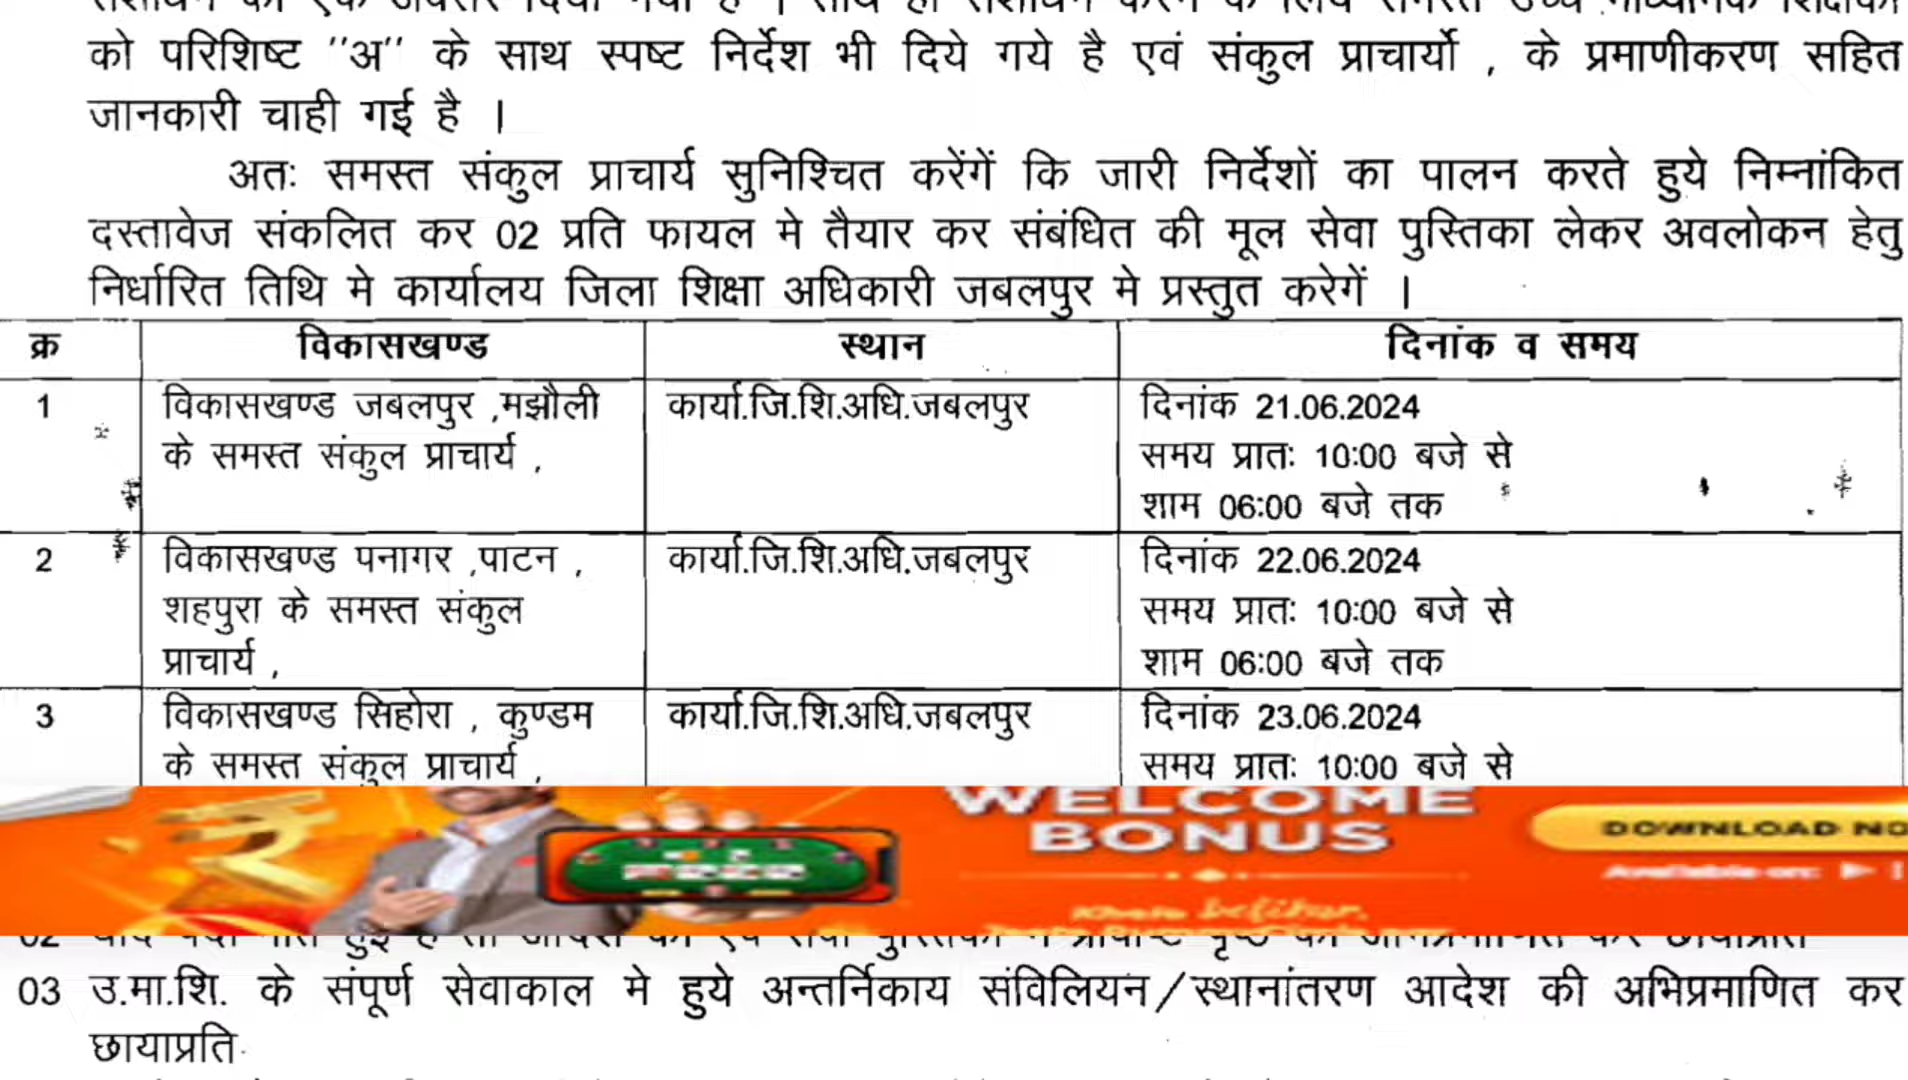 को परिशिष्ट ''अ'' के साथ स्पष्ट निर्देश भी दिये गये है एवं संकुल प्राचार्यो , के प्रमाणीकरण सहित
जानकारी चाही गई है ।
अतः समस्त संकुल प्राचार्य सुनिश्चित करेंगें कि जारी निर्देशों का पालन करते हुये निम्नांकित
दस्तावेज संकलित कर 02 प्रति फायल मे तैयार कर संबंधित की मूल सेवा पुस्तिका लेकर अवलोकन हेतु
निर्धारित तिथि मे कार्यालय जिला शिक्षा अधिकारी जबलपुर मे प्रस्तुत करेगें ।
क्र विकासखण्ड स्थान दिनांक व समय
1 विकासखण्ड जबलपुर ,मझौली कार्या.जि.शि.अधि.जबलपुर दिनांक 21.06.2024
के समस्त संकुल प्राचार्य , समय प्रातः 10:00 बजे से
शाम 06:00 बजे तक
2 विकासखण्ड पनागर ,पाटन , कार्या.जि.शि.अधि.जबलपुर दिनांक 22.06.2024
शहपुरा के समस्त संकुल समय प्रातः 10:00 बजे से
प्राचार्य , शाम 06:00 बजे तक
3 विकासखण्ड सिहोरा , कुण्डम कार्या.जि.शि.अधि.जबलपुर दिनांक 23.06.2024
के समस्त संकुल प्राचार्य , समय प्रातः 10:00 बजे से
WELCOME
BONUS
DOWNLOAD NO
Available on:
03 उ.मा.शि. के संपूर्ण सेवाकाल मे हुये अन्तर्निकाय संविलियन/स्थानांतरण आदेश की अभिप्रमाणित कर
छायाप्रति